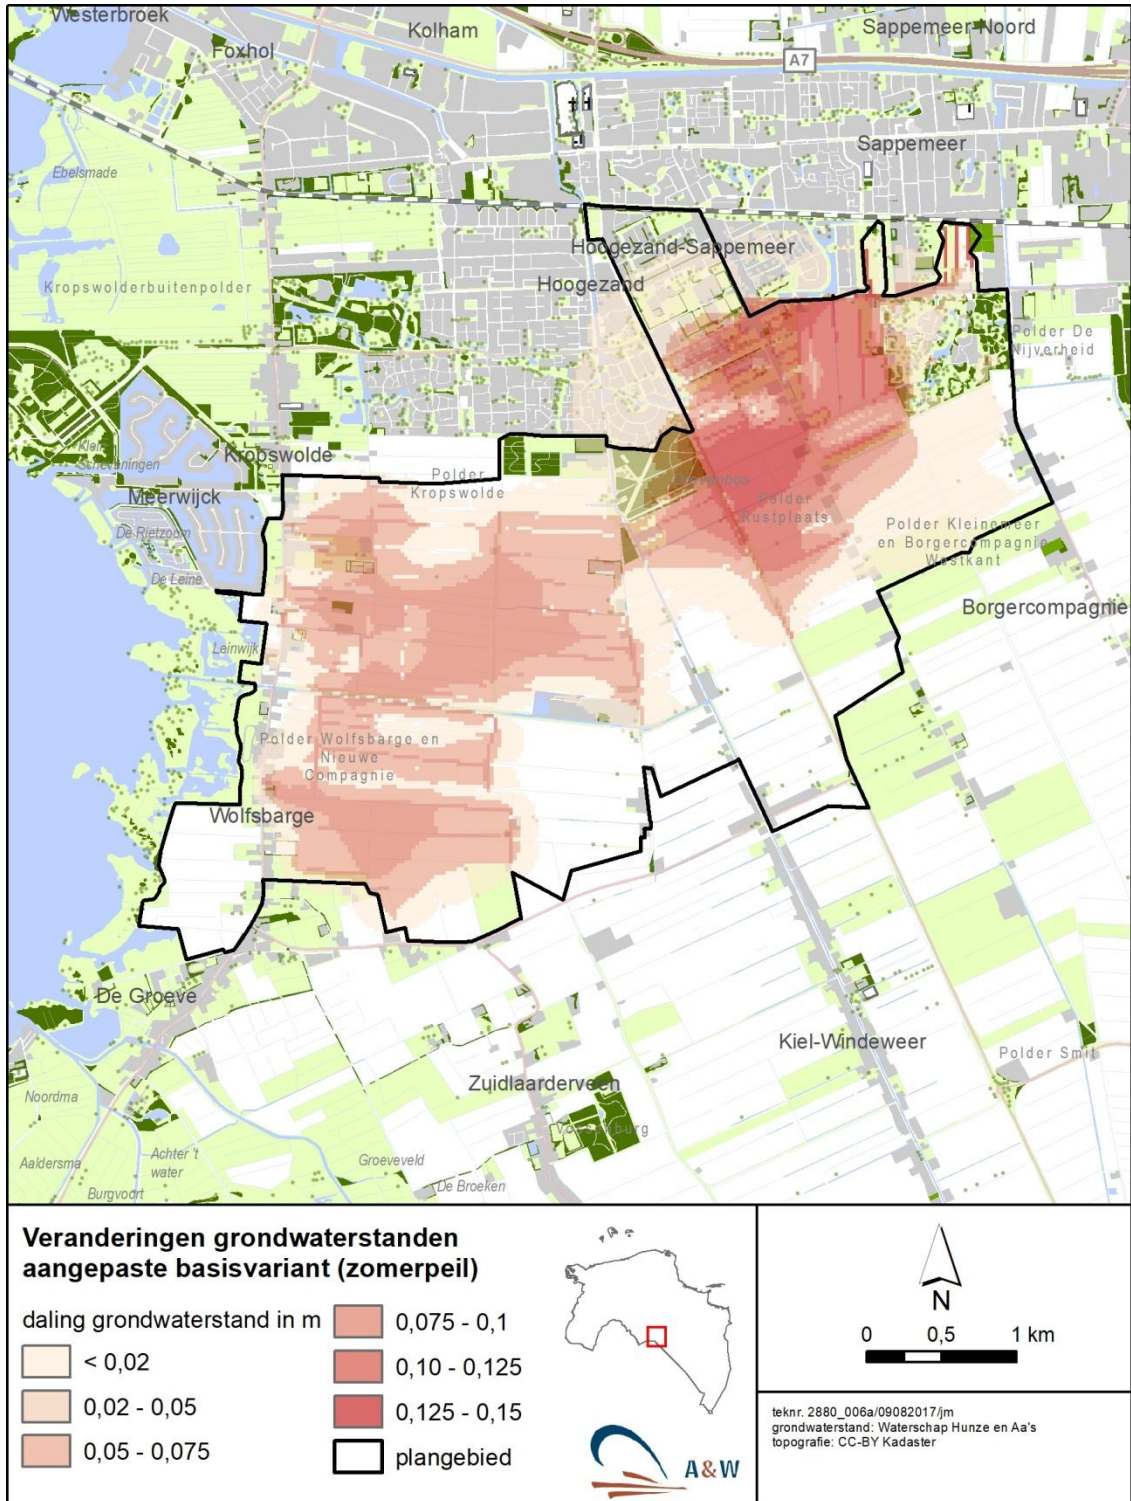 Westerbroek
Kolham
Sappemeer-Noord
Foxhol
A7
Sappemeer
Ebelsmade
Hoogezand-Sappemeer
Kropswolderbuitenpolder
Hoogezand
Polder De
Nijverheid
Klein
Scheveningen
Kropswolde
Polder
Kropswolde
Meerwijck
Polder
Rustplaats
De Rietzoom
Polder Kleinemeer
en Borgercompagnie
Westkant
De Leine
Borgercompagnie
Leinwijk
Polder Wolfsbarge en
Nieuwe
Compagnie
Wolfsbarge
De Groeve
Kiel-Windeweer
Polder Smit
Zuidlaarderveen
Noordma
Vossenburg
Achter 't
water
Aaldersma
Groeveveld
De Broeken
Burgvoort
Veranderingen grondwaterstanden
aangepaste basisvariant (zomerpeil)
daling grondwaterstand in m
< 0,02
0,02 - 0,05
0,05 - 0,075
0,075 - 0,1
0,10 - 0,125
0,125 - 0,15
plangebied
A&W
N
0 0,5 1 km
teknr. 2880_006a/09082017/jm
grondwaterstand: Waterschap Hunze en Aa's
topografie: CC-BY Kadaster